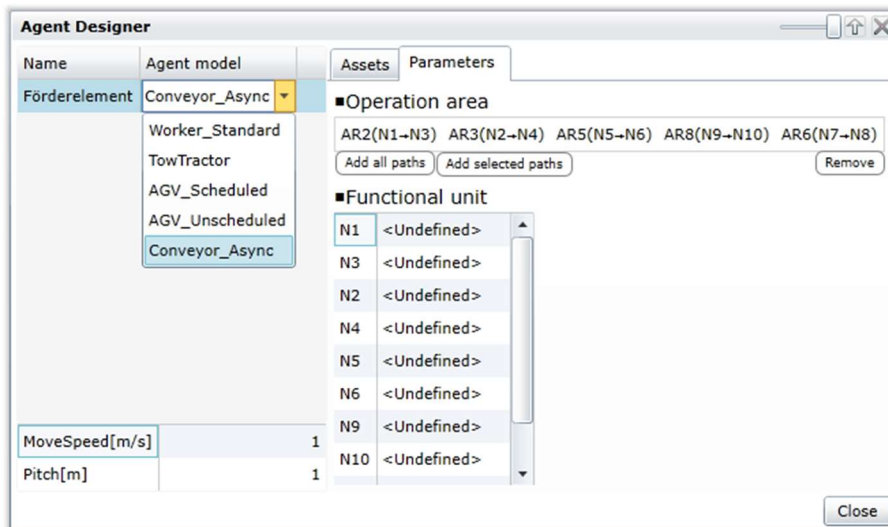 Agent Designer
Name Agent model
Förderelement Conveyor_Async
Worker_Standard
TowTractor
AGV_Scheduled
AGV_Unscheduled
Conveyor_Async
MoveSpeed[m/s] 1
Pitch[m] 1
Assets Parameters
■Operation area
AR2(N1→N3) AR3(N2→N4) AR5(N5→N6) AR8(N9→N10) AR6(N7→N8)
Add all paths Add selected paths Remove
■Functional unit
N1 <Undefined>
N3 <Undefined>
N2 <Undefined>
N4 <Undefined>
N5 <Undefined>
N6 <Undefined>
N9 <Undefined>
N10 <Undefined>
Close